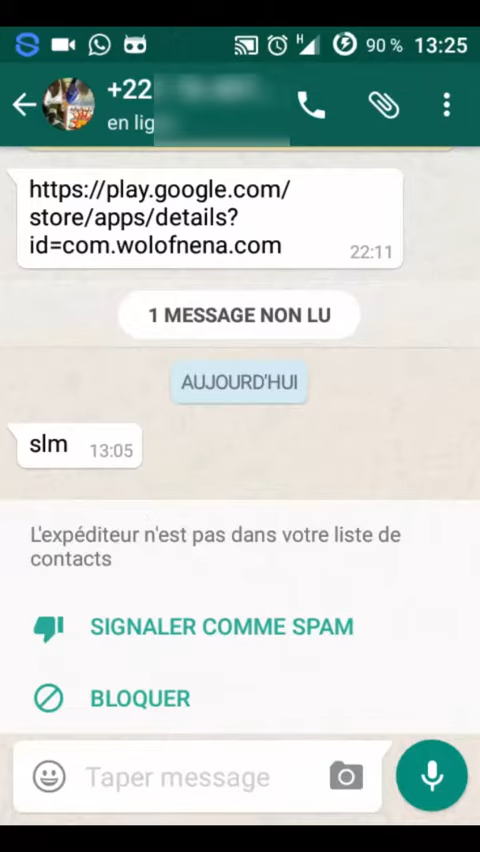 90 % 13:25
+22
en lig
https://play.google.com/
store/apps/details?
id=com.wolofnena.com
22:11
1 MESSAGE NON LU
AUJOURD'HUI
slm 13:05
L'expéditeur n'est pas dans votre liste de
contacts
SIGNALER COMME SPAM
BLOQUER
Taper message